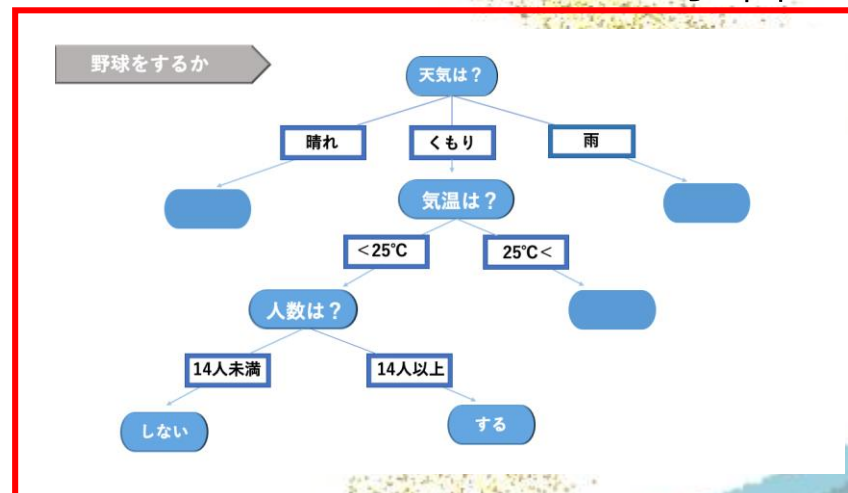 野球をするか
天気は？
晴れ
くもり
雨
気温は？
＜25℃
25℃＜
人数は？
14人未満
14人以上
しない
する